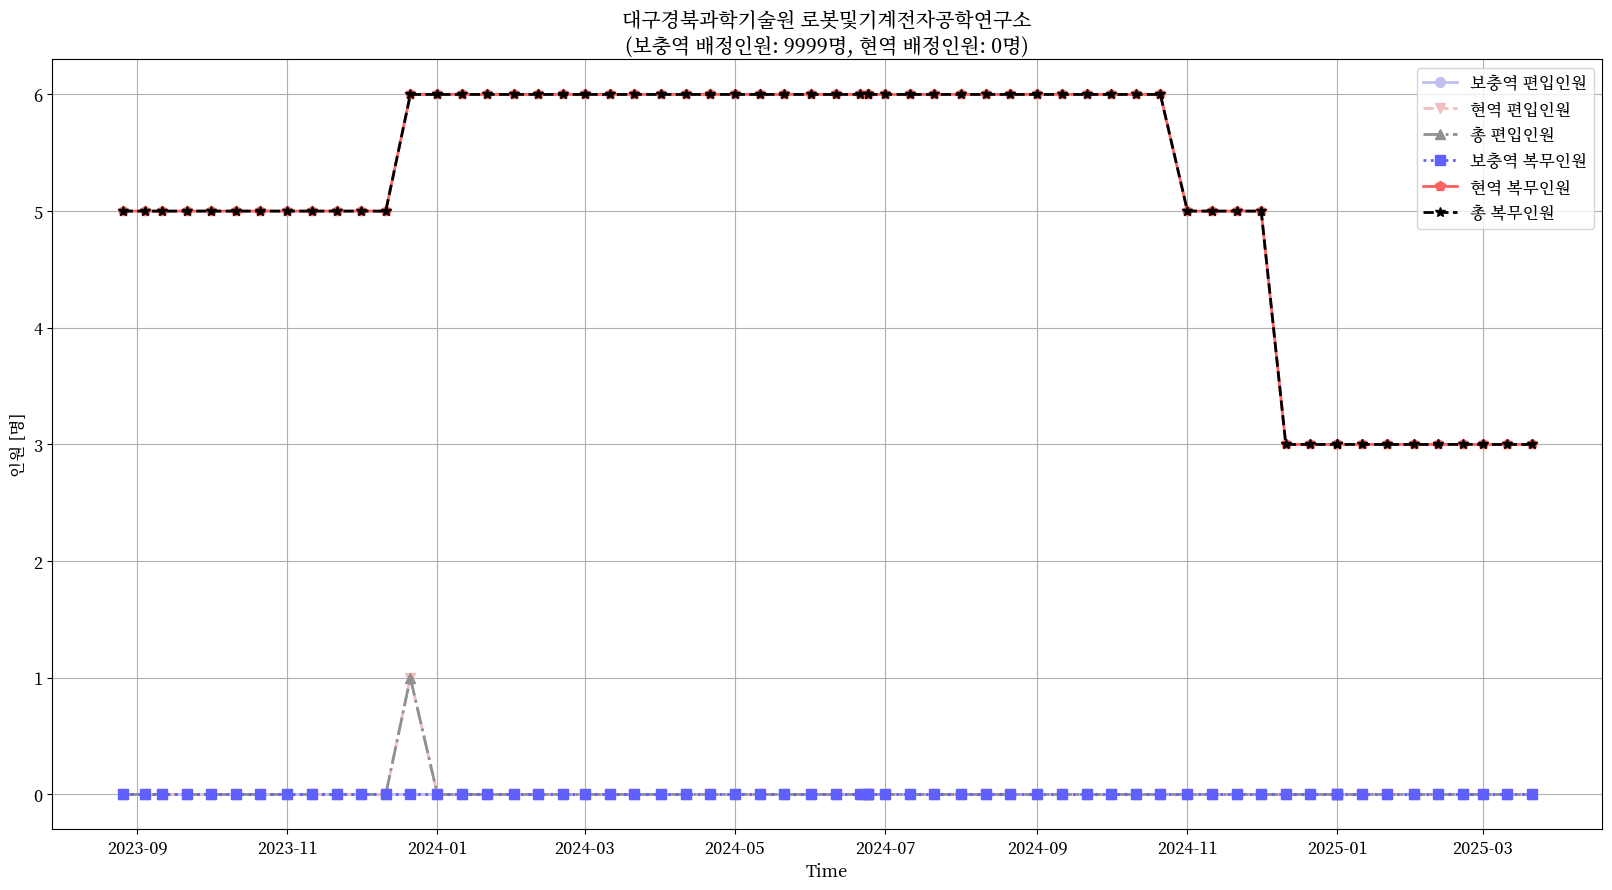 대구경북과학기술원 로봇및기계전자공학연구소
(보충역 배정인원: 9999명, 현역 배정인원: 0명)
보충역 편입인원
현역 편입인원
총 편입인원
보충역 복무인원
현역 복무인원
총 복무인원
인원 [명]
6
5
4
3
2
1
0
2023-09
2023-11
2024-01
2024-03
2024-05
2024-07
2024-09
2024-11
2025-01
2025-03
Time